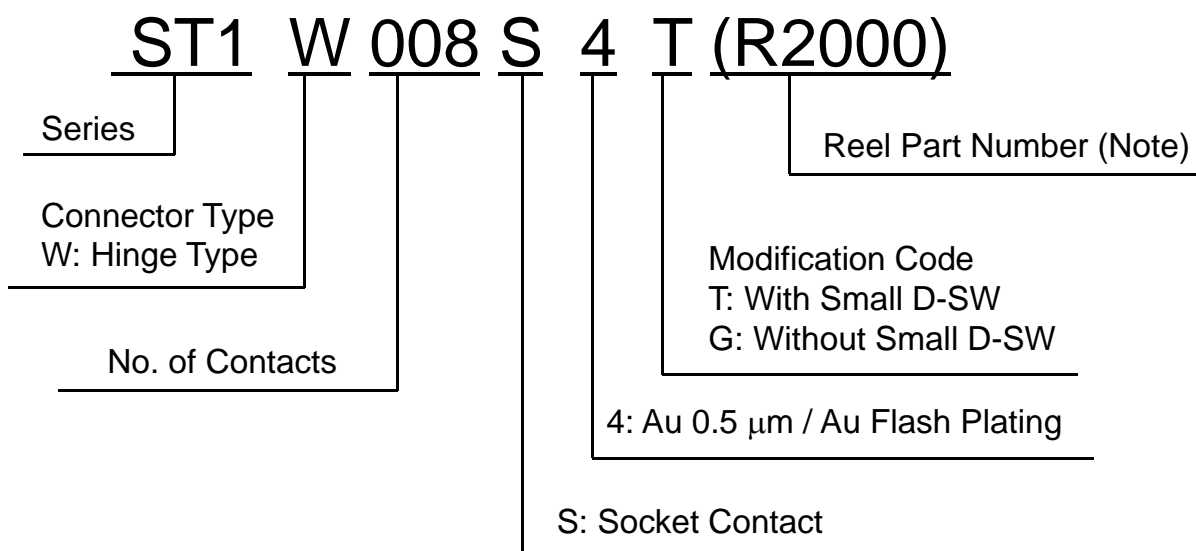 ST1 W 008 S 4 T (R2000)
Series
Reel Part Number (Note)
Connector Type
W: Hinge Type
Modification Code
T: With Small D-SW
G: Without Small D-SW
No. of Contacts
4: Au 0.5 μm / Au Flash Plating
S: Socket Contact